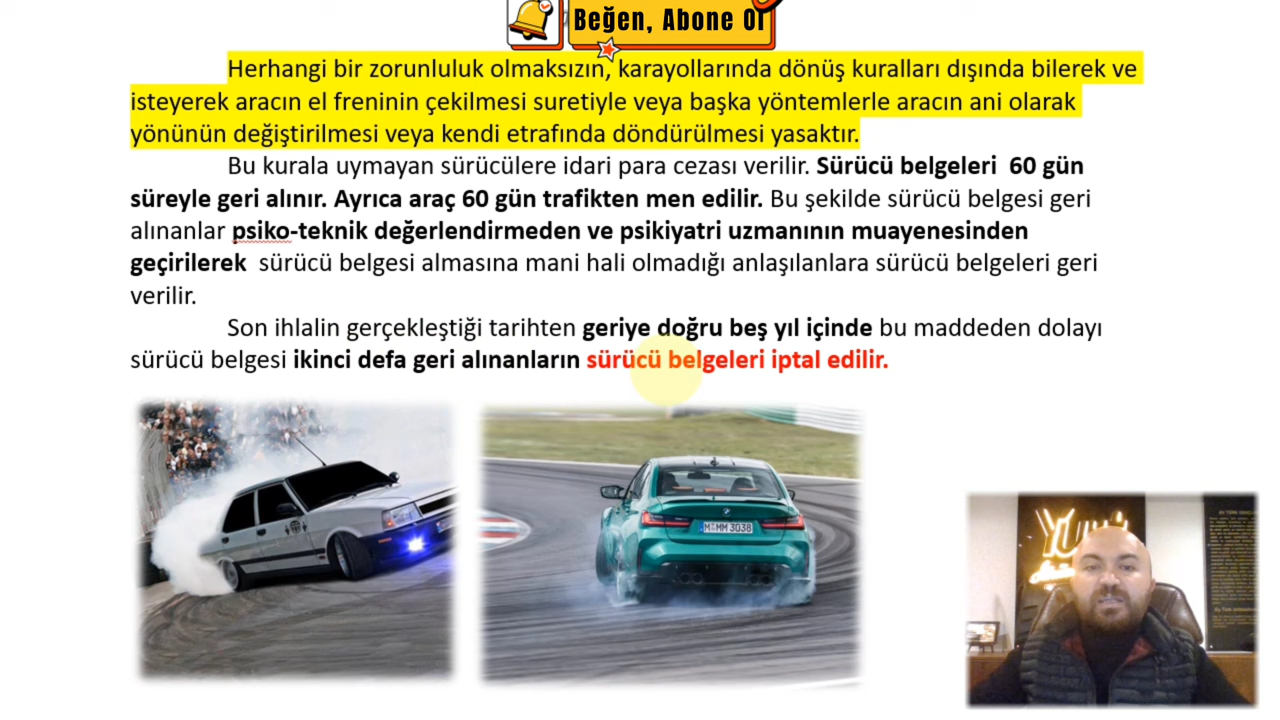 Beğen, Abone Ol
Herhangi bir zorunluluk olmaksızın, karayollarında dönüş kuralları dışında bilerek ve
isteyerek aracın el freninin çekilmesi suretiyle veya başka yöntemlerle aracın ani olarak
yönünün değiştirilmesi veya kendi etrafında döndürülmesi yasaktır.
Bu kurala uymayan sürücülere idari para cezası verilir. Sürücü belgeleri 60 gün
süreyle geri alınır. Ayrıca araç 60 gün trafikten men edilir. Bu şekilde sürücü belgesi geri
alınanlar psiko-teknik değerlendirmeden ve psikiyatri uzmanının muayenesinden
geçirilerek sürücü belgesi almasına mani hali olmadığı anlaşılanlara sürücü belgeleri geri
verilir.
Son ihlalin gerçekleştiği tarihten geriye doğru beş yıl içinde bu maddeden dolayı
sürücü belgesi ikinci defa geri alınanların sürücü belgeleri iptal edilir.
M MM 3038